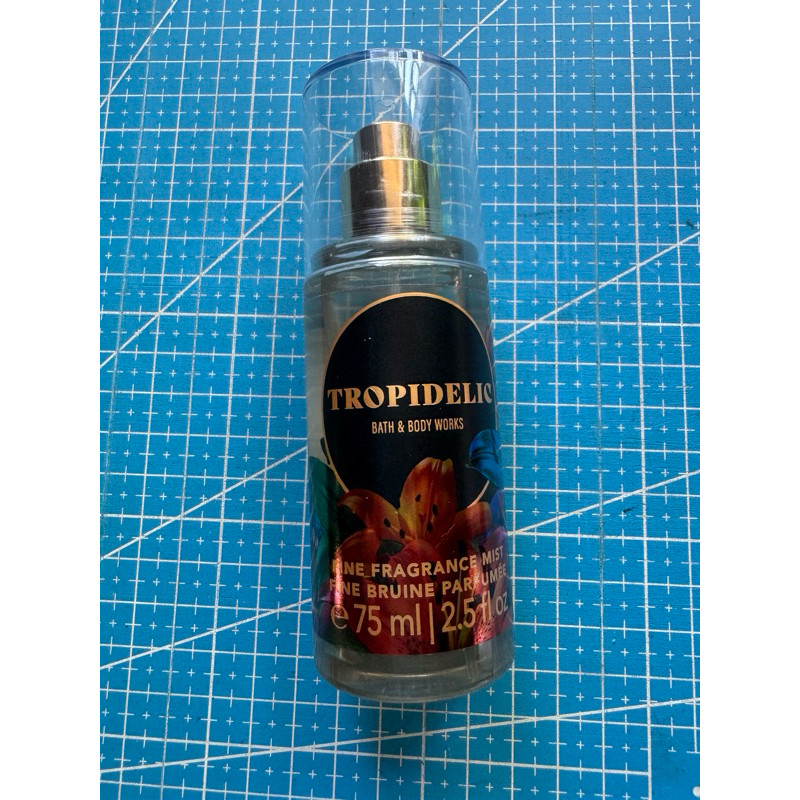 TROPIDELIC
BATH & BODY WORKS
FINE FRAGRANCE MIST
FINE BRUINE PARFUMÉE
℮ 75 ml | 2.5 fl oz